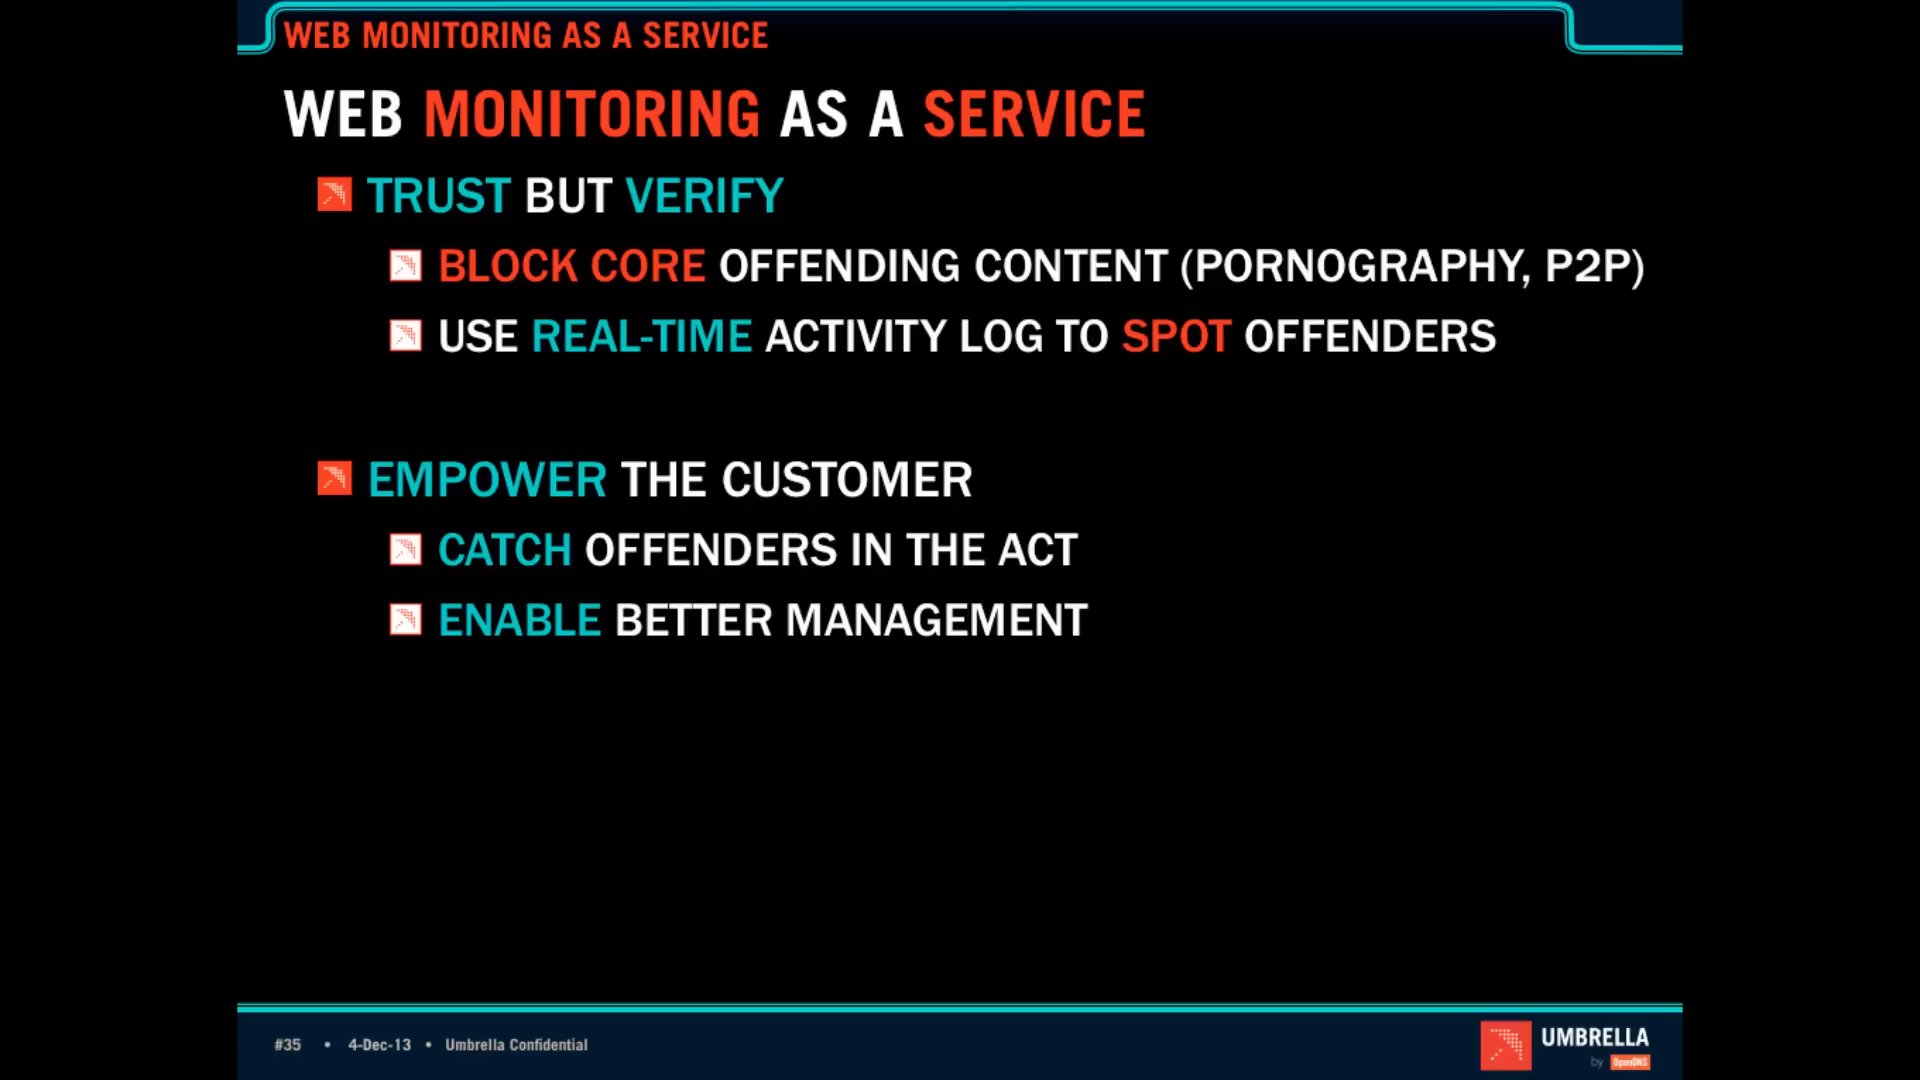 WEB MONITORING AS A SERVICE
WEB MONITORING AS A SERVICE
TRUST BUT VERIFY
BLOCK CORE OFFENDING CONTENT (PORNOGRAPHY, P2P)
USE REAL-TIME ACTIVITY LOG TO SPOT OFFENDERS
EMPOWER THE CUSTOMER
CATCH OFFENDERS IN THE ACT
ENABLE BETTER MANAGEMENT
#35 • 4-Dec-13 • Umbrella Confidential
UMBRELLA
by OpenDNS